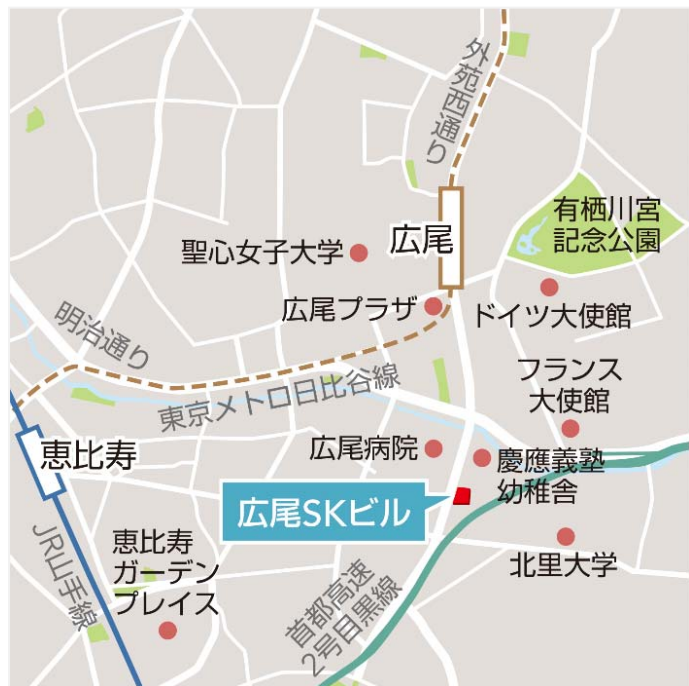 外苑西通り
有栖川宮
記念公園
広尾
聖心女子大学
広尾プラザ
ドイツ大使館
明治通り
フランス
大使館
東京メトロ日比谷線
恵比寿
広尾病院
慶應義塾
幼稚舎
広尾SKビル
恵比寿
ガーデン
プレイス
JR山手線
北里大学
首都高速
2号目黒線